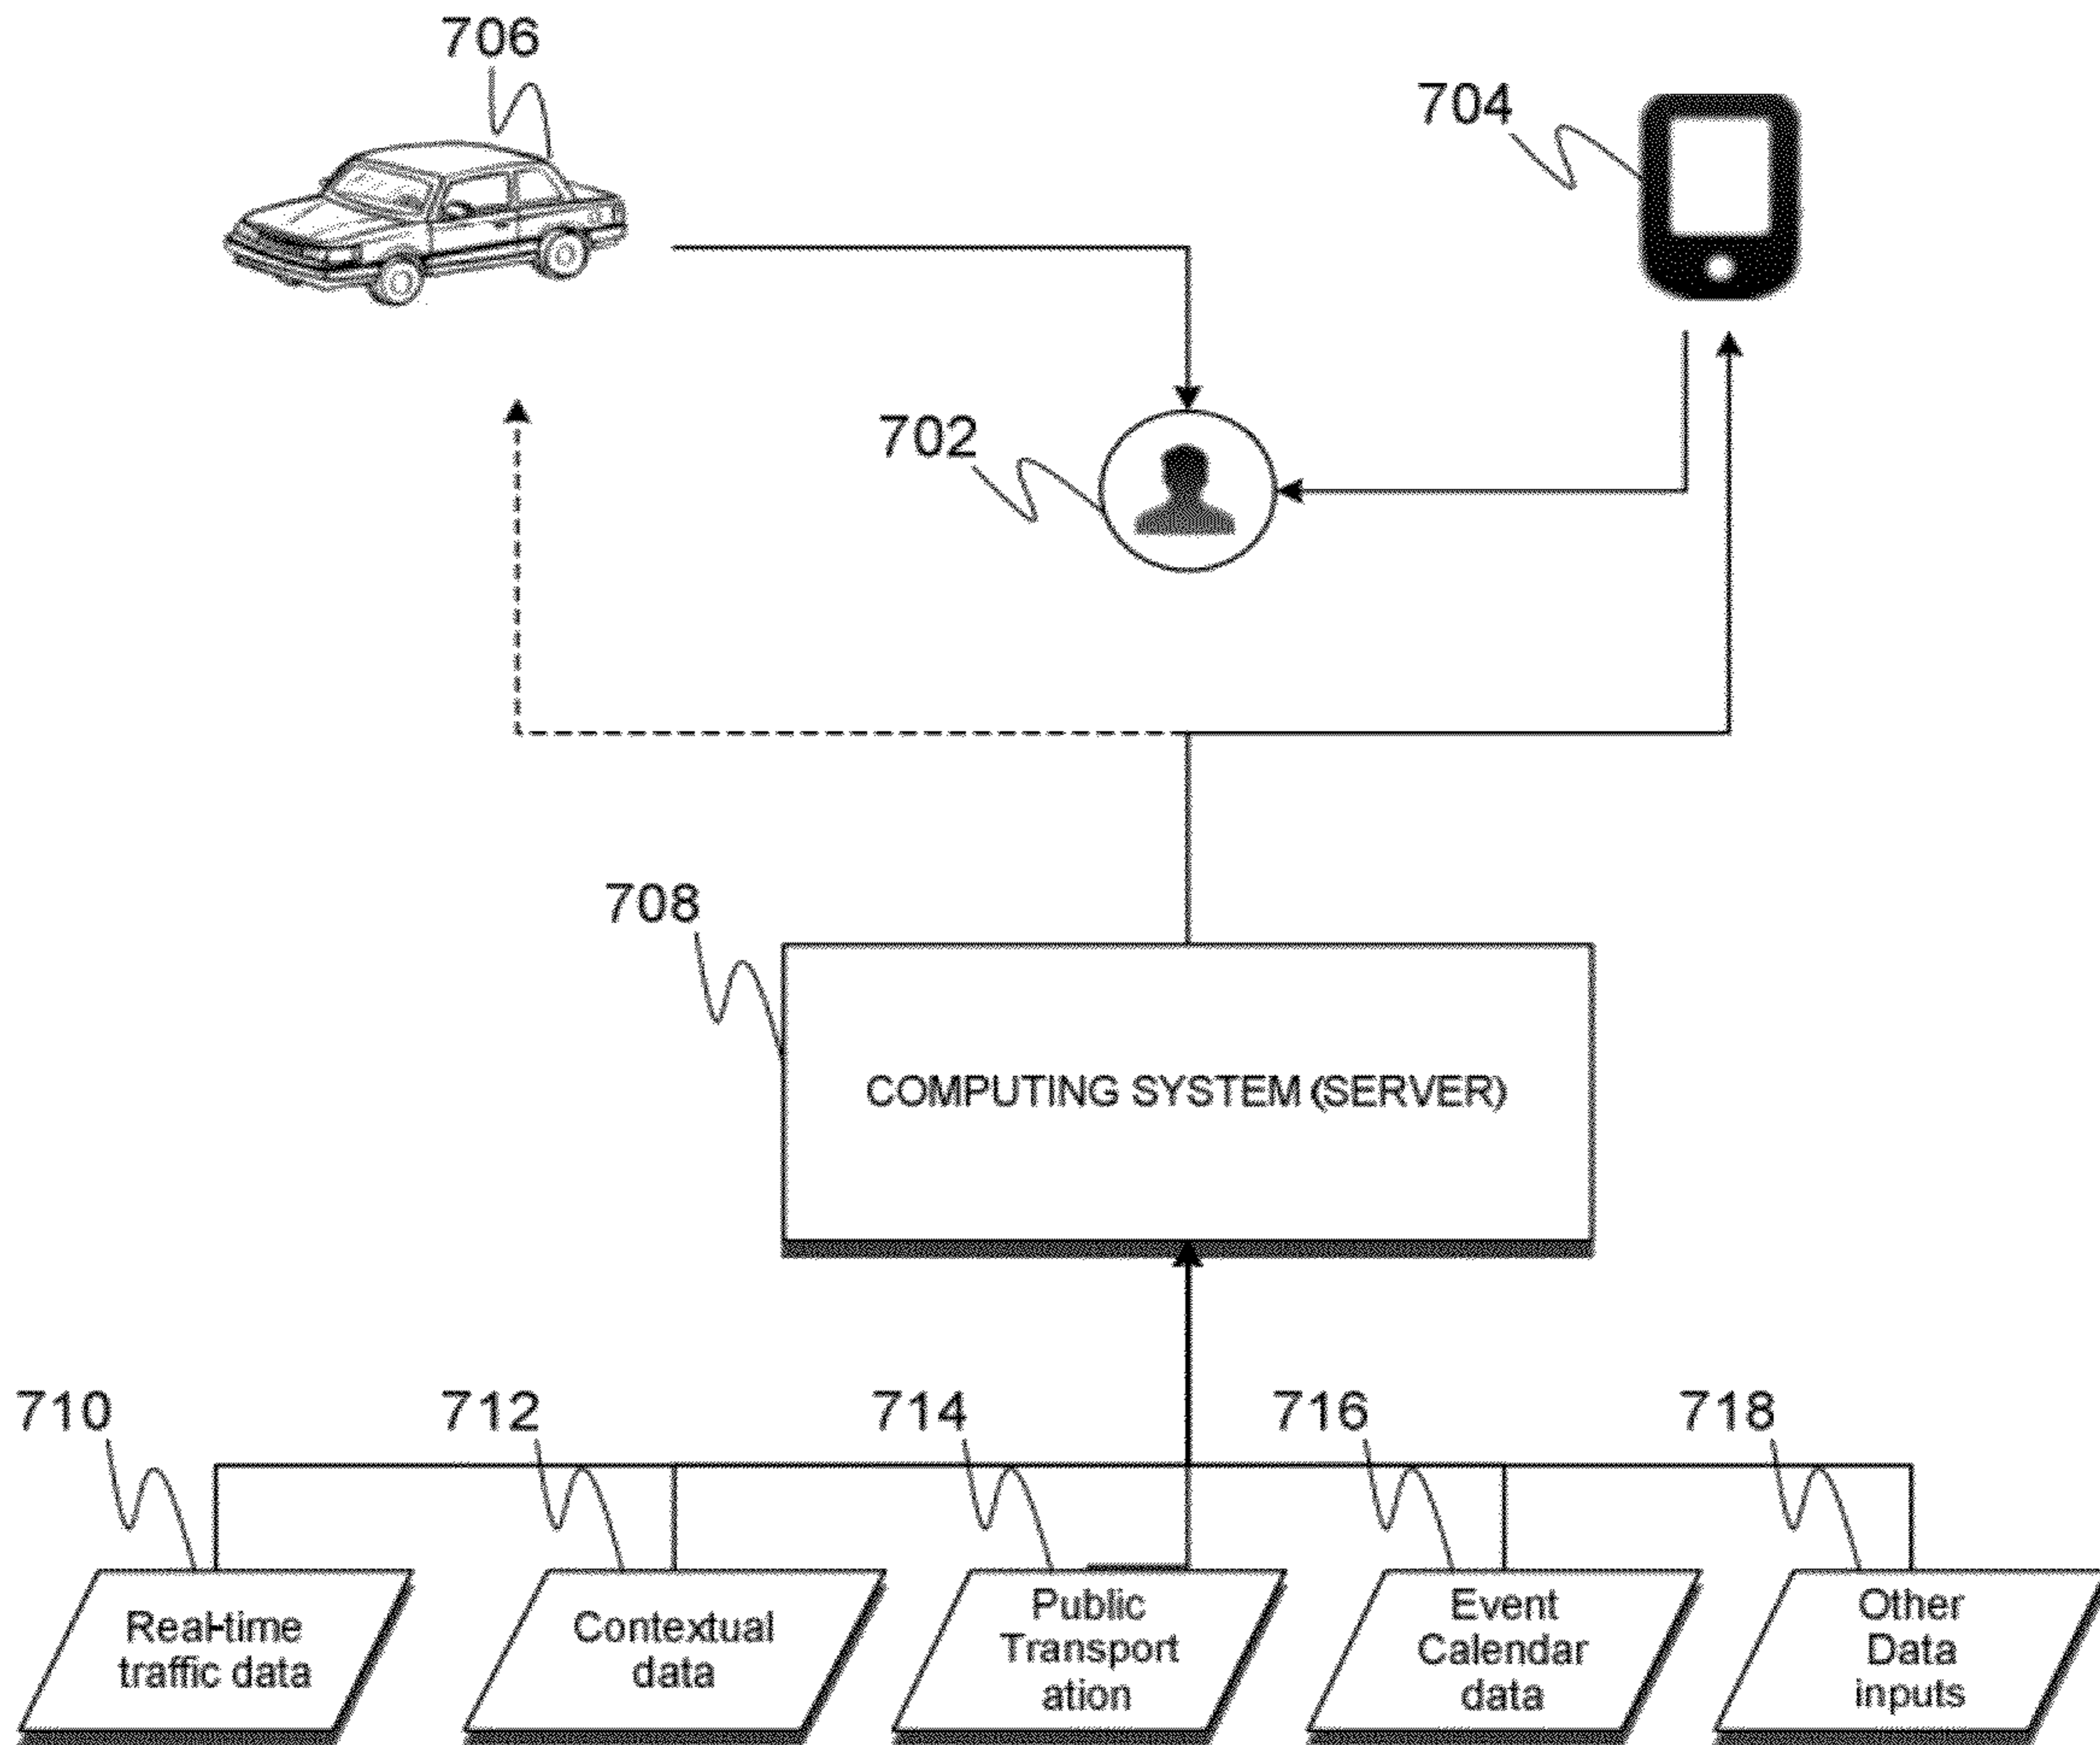 706
704
702
708
COMPUTING SYSTEM (SERVER)
710
712
714
716
718
Real-time
traffic data
Contextual
data
Public
Transport
ation
Event
Calendar
data
Other
Data
inputs